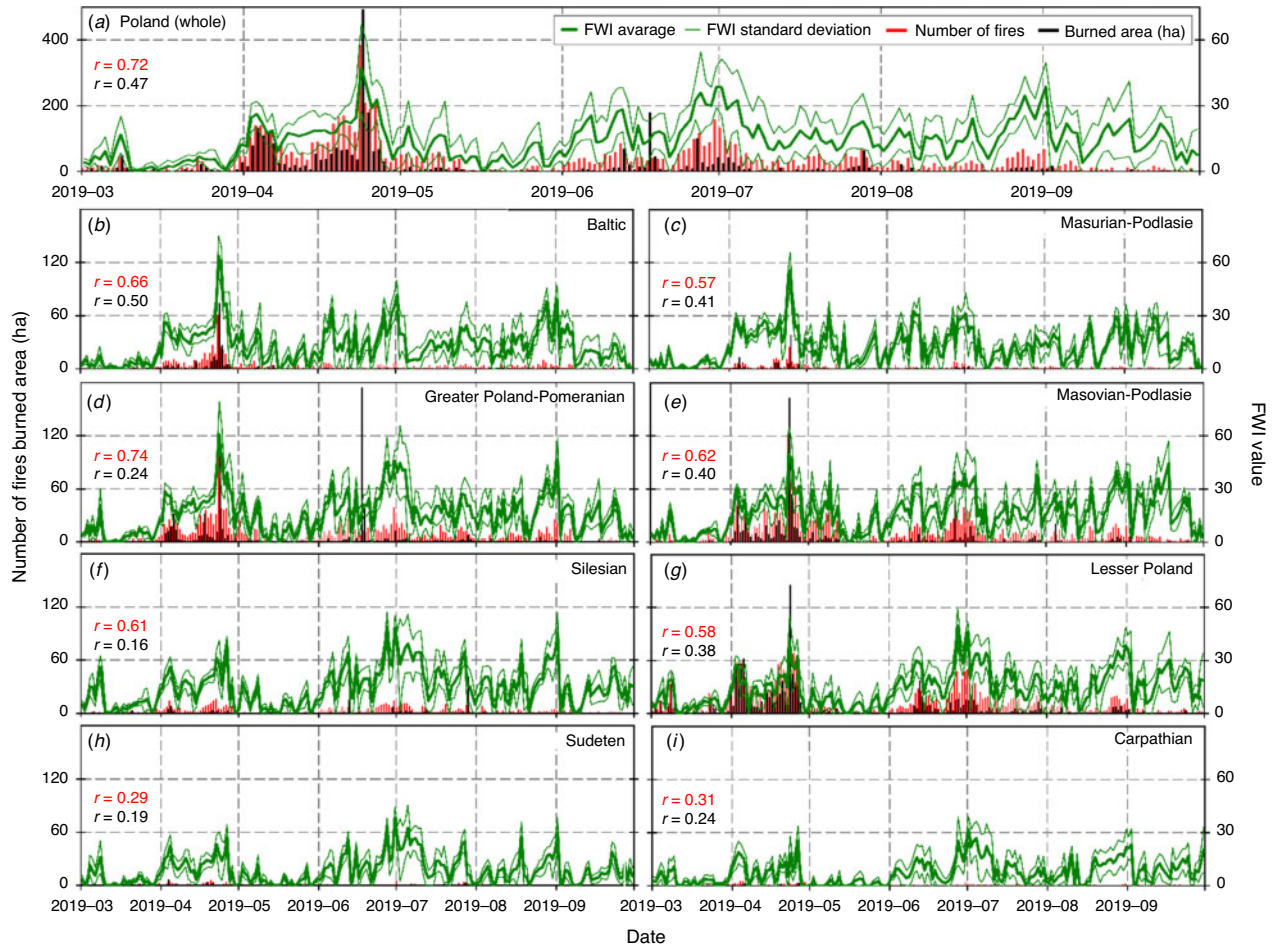 (a) Poland (whole)
FWI avarage FWI standard deviation Number of fires Burned area (ha)
r = 0.72
r = 0.47
400
200
0
60
30
0
2019–03 2019–04 2019–05 2019–06 2019–07 2019–08 2019–09
(b) Baltic
r = 0.66
r = 0.50
120
60
0
(c) Masurian-Podlasie
r = 0.57
r = 0.41
60
30
0
(d) Greater Poland-Pomeranian
r = 0.74
r = 0.24
120
60
0
(e) Masovian-Podlasie
r = 0.62
r = 0.40
60
30
0
(f) Silesian
r = 0.61
r = 0.16
120
60
0
(g) Lesser Poland
r = 0.58
r = 0.38
60
30
0
(h) Sudeten
r = 0.29
r = 0.19
120
60
0
(i) Carpathian
r = 0.31
r = 0.24
60
30
0
2019–03 2019–04 2019–05 2019–06 2019–07 2019–08 2019–09
2019–03 2019–04 2019–05 2019–06 2019–07 2019–08 2019–09
Number of fires burned area (ha)
FWI value
Date